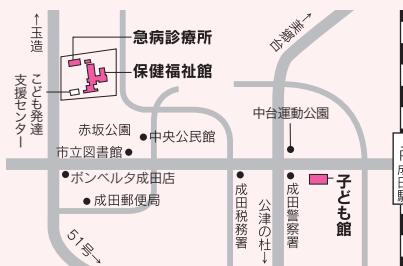 ←玉造
急病診療所
保健福祉館
こども発達
支援センター
赤坂公園
中央公民館
市立図書館
ボンベルタ成田店
成田郵便局
51号→
←美郷台
中台運動公園
子ども館
成田税務署
公津の杜→
成田警察署